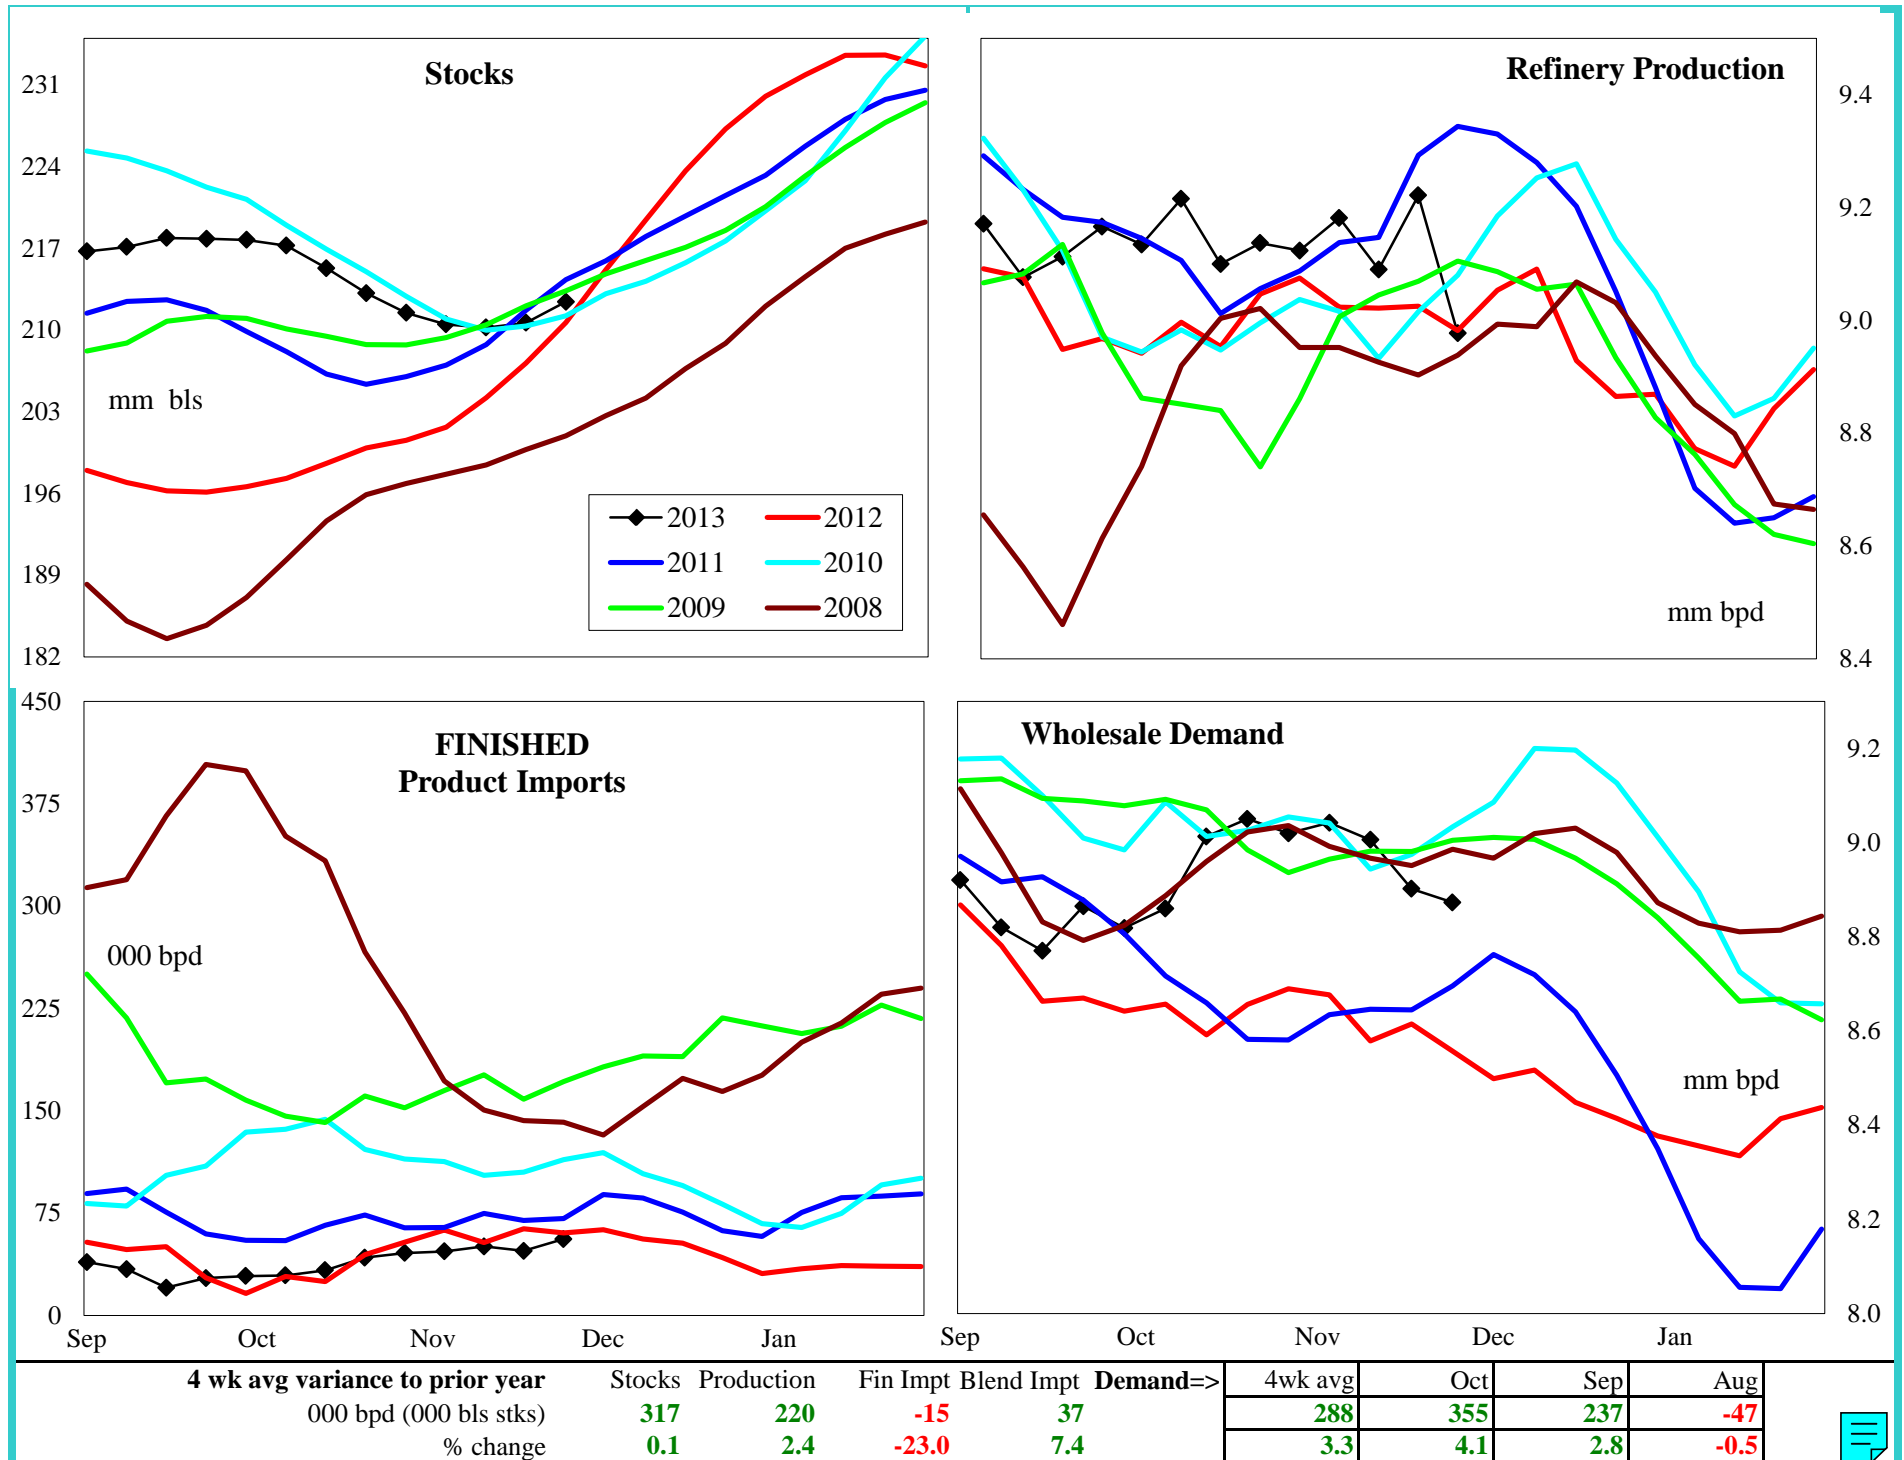 Stocks
231
224
217
210
203
196
189
182
mm bls
2013 2012
2011 2010
2009 2008
Refinery Production
9.4
9.2
9.0
8.8
8.6
8.4
mm bpd
FINISHED
Product Imports
450
375
300
225
150
75
0
000 bpd
Sep Oct Nov Dec Jan
Wholesale Demand
9.2
9.0
8.8
8.6
8.4
8.2
8.0
mm bpd
Sep Oct Nov Dec Jan
4 wk avg variance to prior year Stocks Production Fin Impt Blend Impt Demand=> 4wk avg Oct Sep Aug
000 bpd (000 bls stks) 317 220 -15 37 288 355 237 -47
% change 0.1 2.4 -23.0 7.4 3.3 4.1 2.8 -0.5